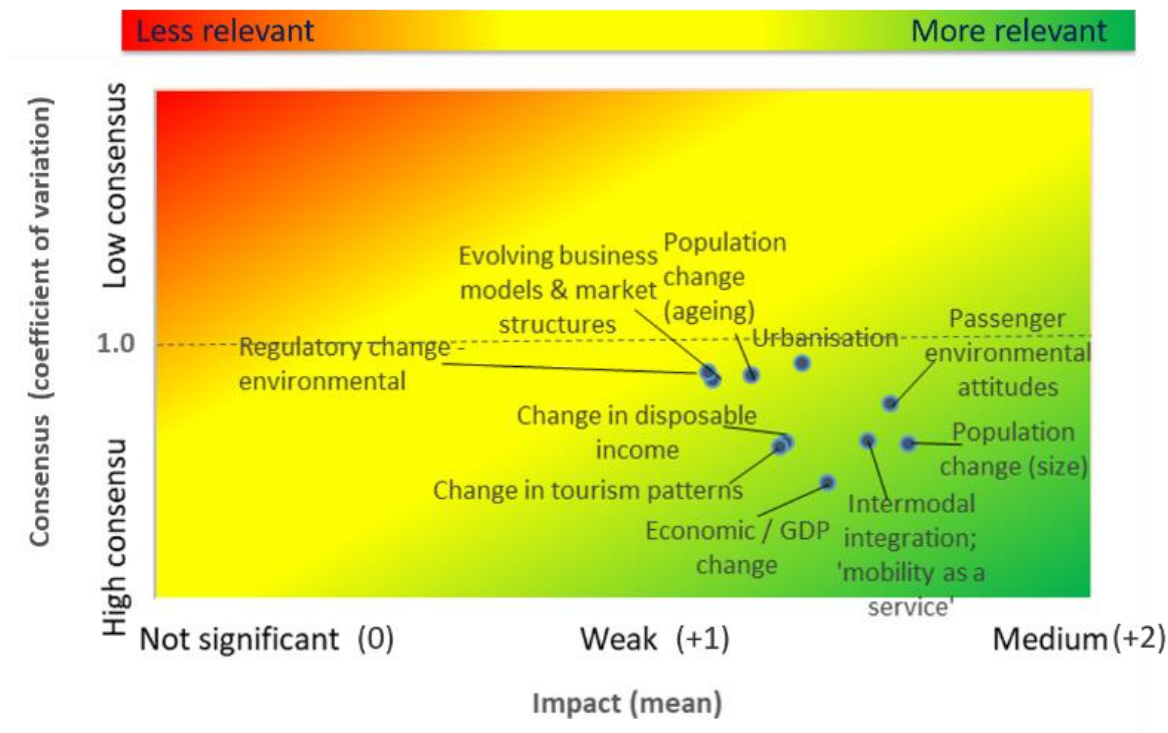 Less relevant
More relevant
Consensus (coefficient of variation)
Low consensus
1.0
High consensu
Evolving business
models & market
structures
Population
change
(ageing)
Urbanisation
Passenger
environmental
attitudes
Regulatory change -
environmental
Change in disposable
income
Change in tourism patterns
Economic / GDP
change
Intermodal
integration;
'mobility as a
service'
Population
change (size)
Not significant (0)
Weak (+1)
Medium (+2)
Impact (mean)